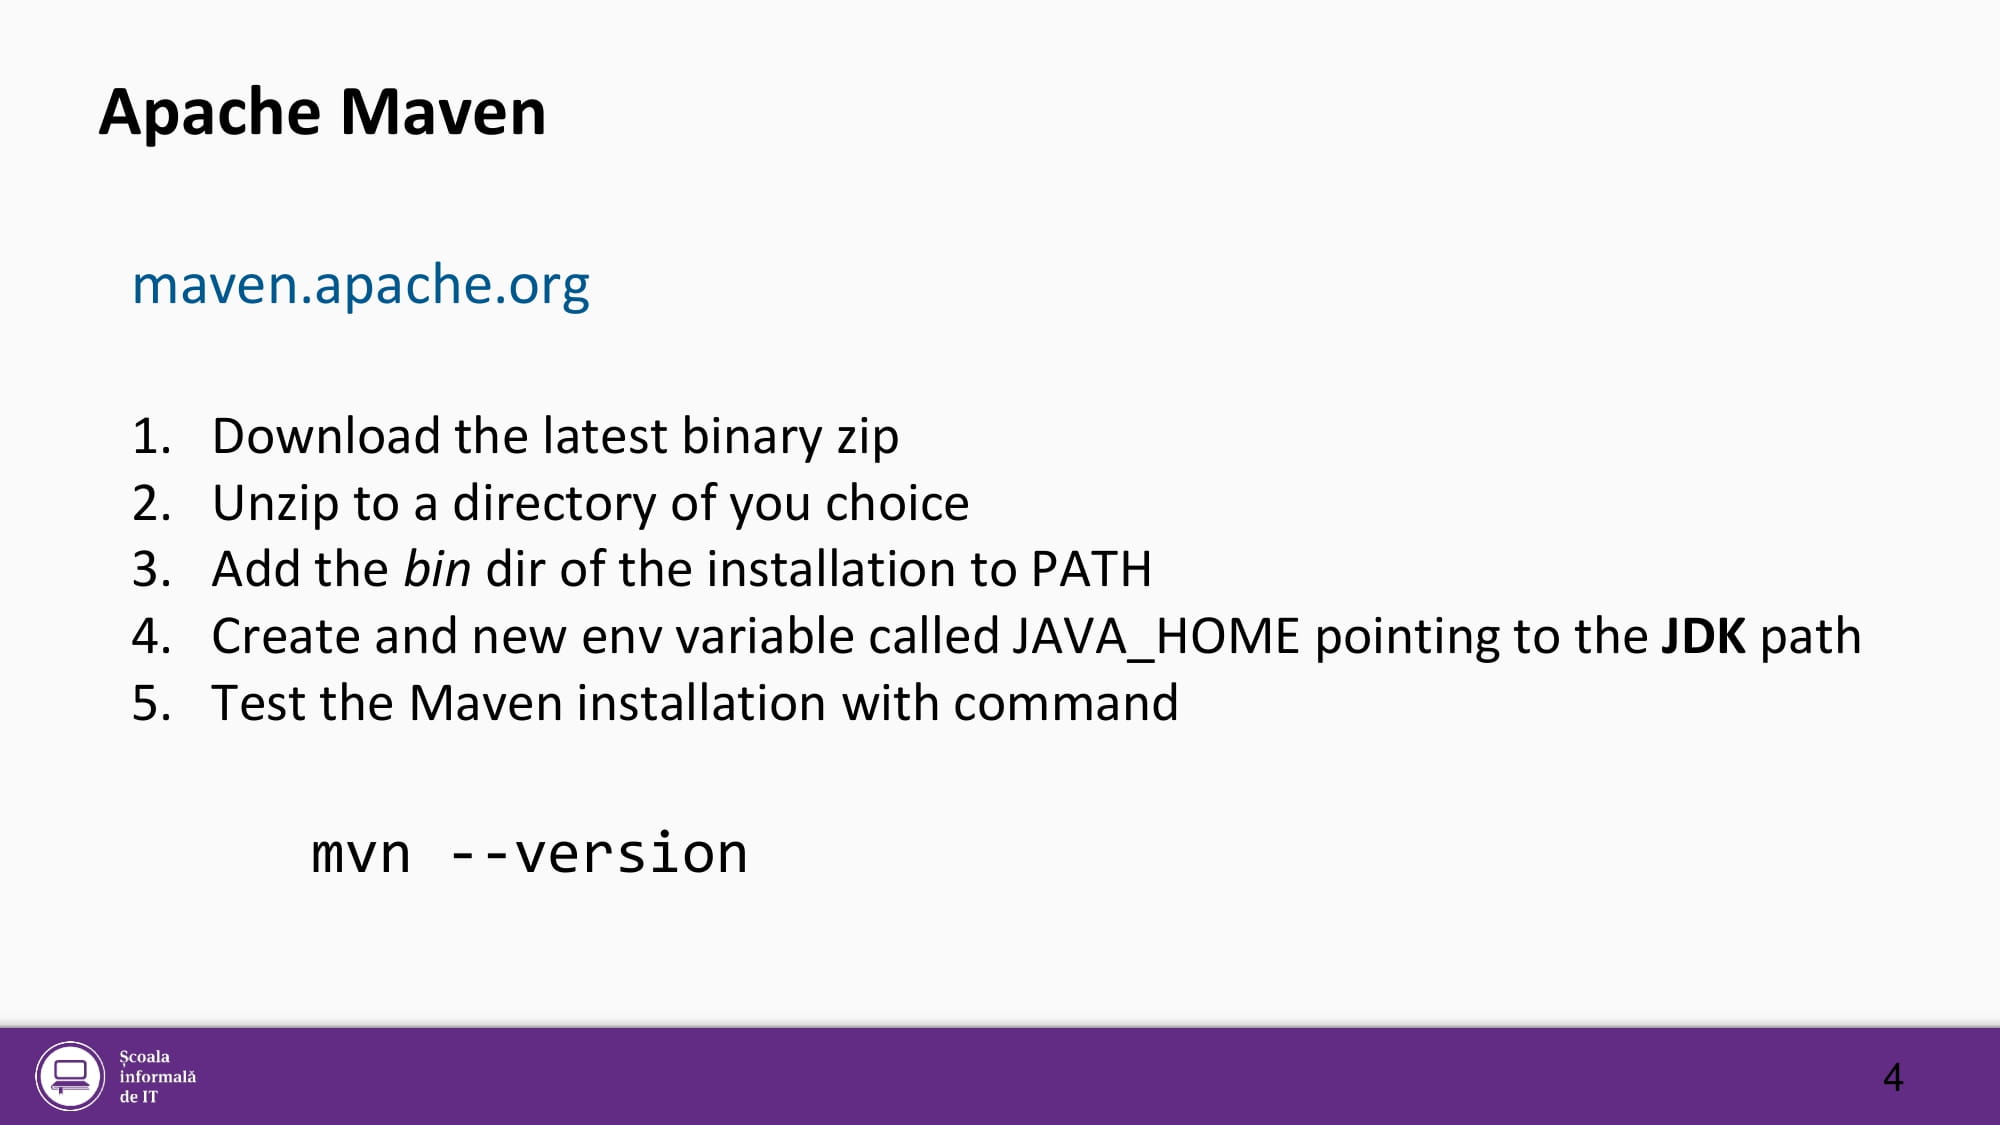 Apache Maven
maven.apache.org
1. Download the latest binary zip
2. Unzip to a directory of you choice
3. Add the bin dir of the installation to PATH
4. Create and new env variable called JAVA_HOME pointing to the JDK path
5. Test the Maven installation with command
mvn --version
Școala
informală
de IT
4